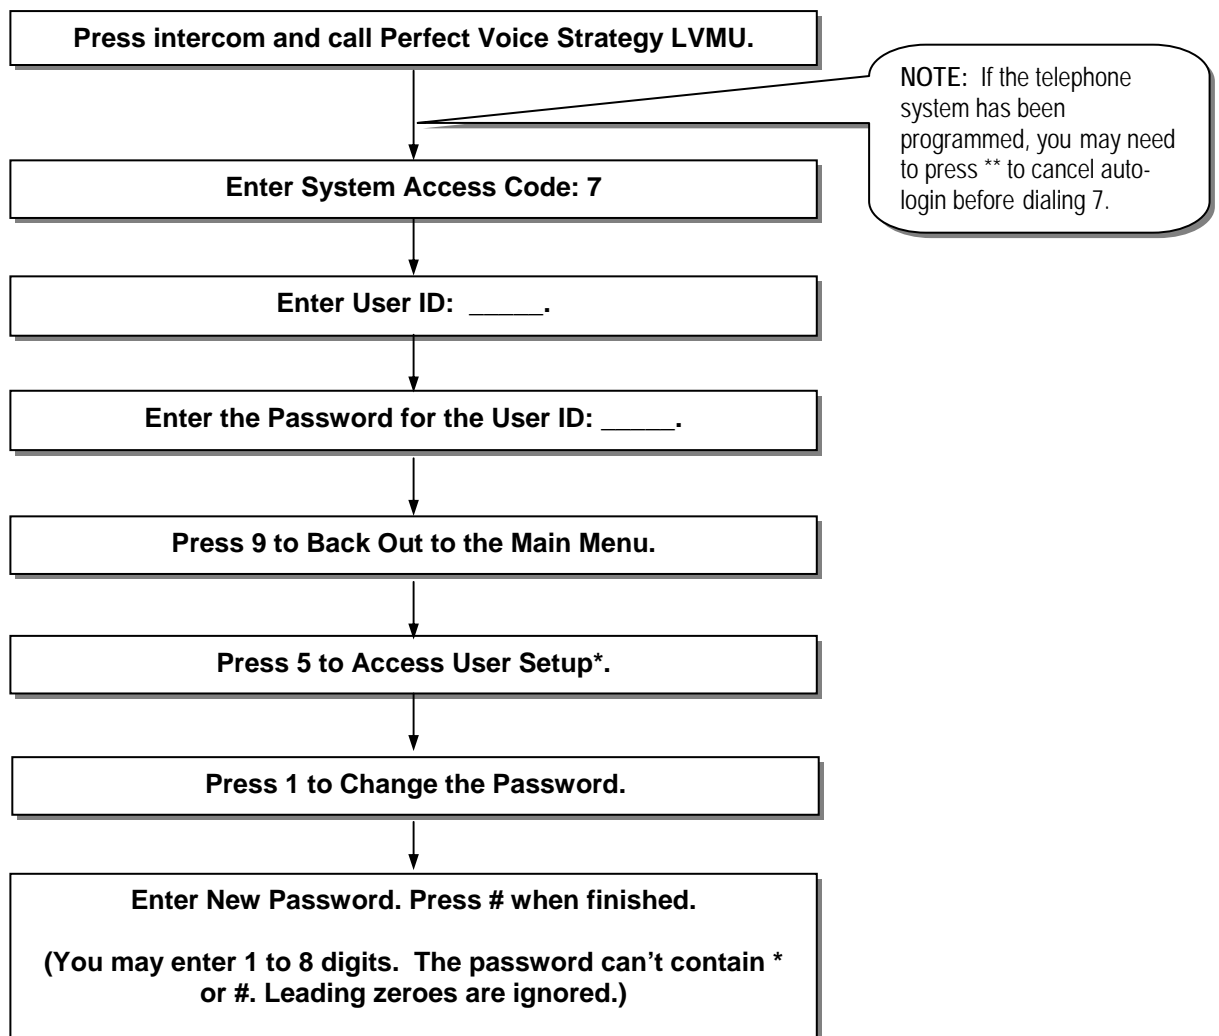 Press intercom and call Perfect Voice Strategy LVMU.
NOTE: If the telephone
system has been
programmed, you may need
to press ** to cancel auto-
login before dialing 7.
Enter System Access Code: 7
Enter User ID: _____.
Enter the Password for the User ID: _____.
Press 9 to Back Out to the Main Menu.
Press 5 to Access User Setup*.
Press 1 to Change the Password.
Enter New Password. Press # when finished.
(You may enter 1 to 8 digits. The password can't contain *
or #. Leading zeroes are ignored.)